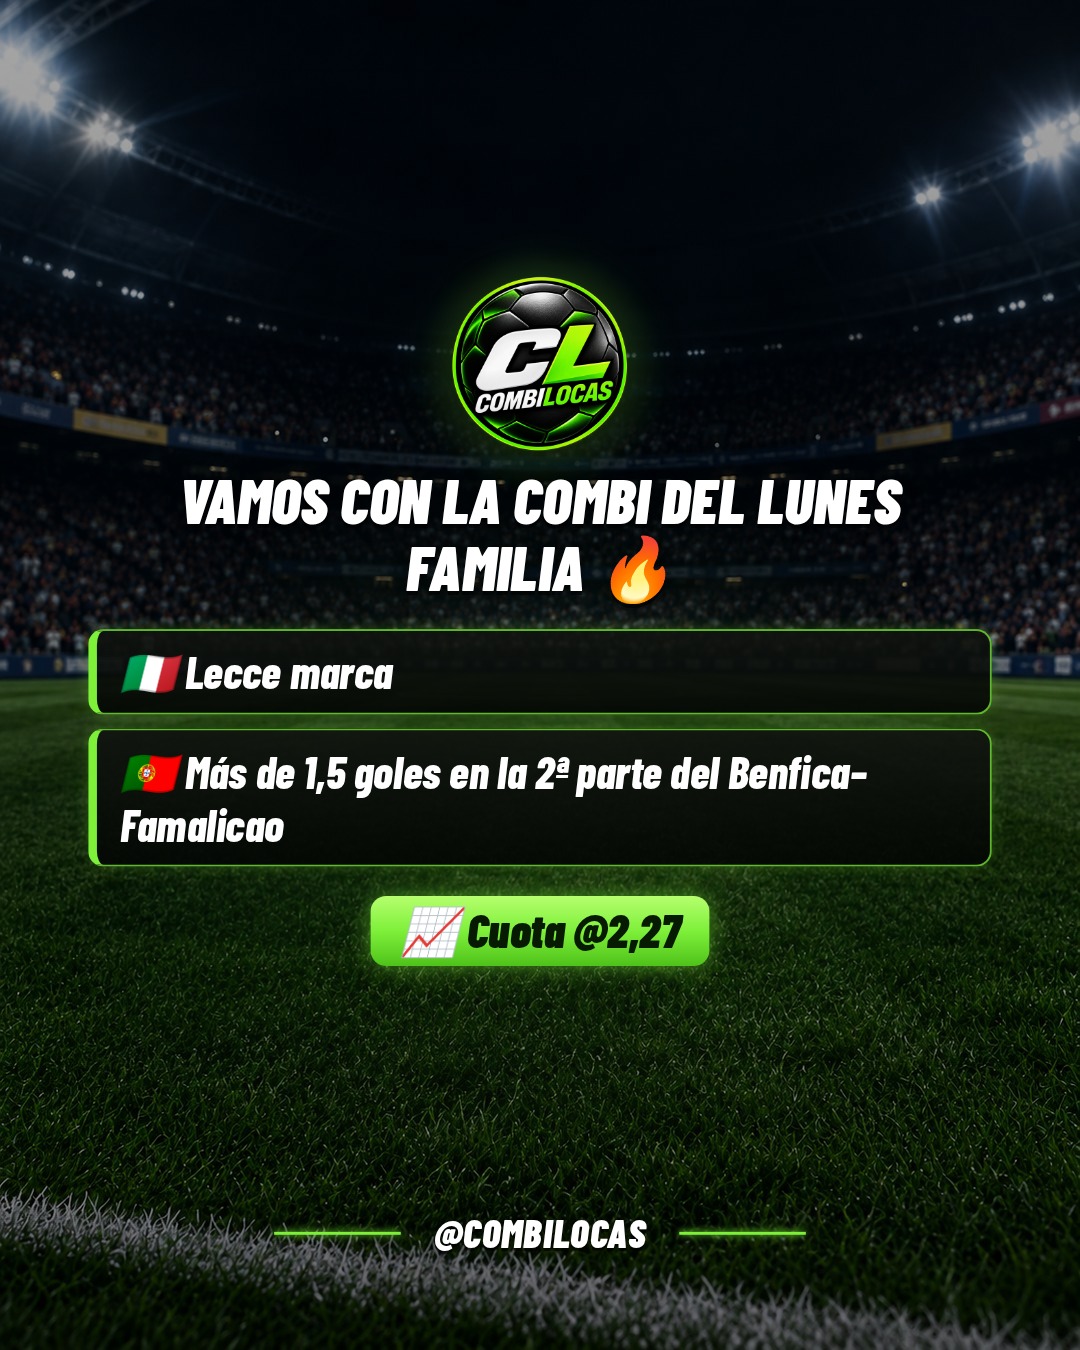 CL
COMBILOCAS
VAMOS CON LA COMBI DEL LUNES
FAMILIA 🔥
🇮🇹 Lecce marca
🇵🇹 Más de 1,5 goles en la 2ª parte del Benfica-
Famalicao
📈 Cuota @2,27
@COMBILOCAS